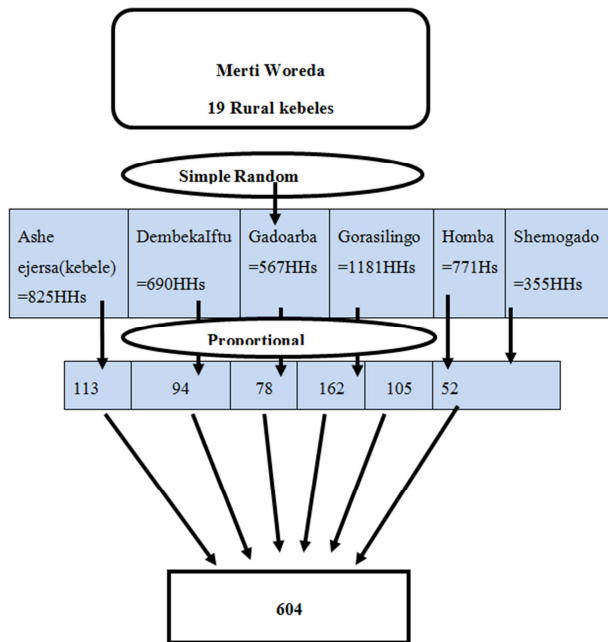 Merti Woreda
19 Rural kebeles
Simple Random
Ashe
ejersa(kebele)
=825HHs
DembekaIftu
=690HHs
Gadoarba
=567HHs
Gorasilingo
=1181HHs
Homba
=771Hs
Shemogado
=355HHs
Proportional
113
94
78
162
105
52
604